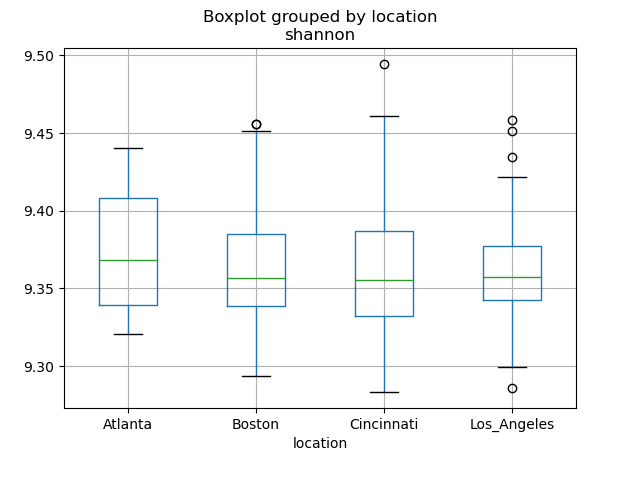 Boxplot grouped by location
shannon
9.50
9.45
9.40
9.35
9.30
Atlanta
Boston
Cincinnati
Los_Angeles
location